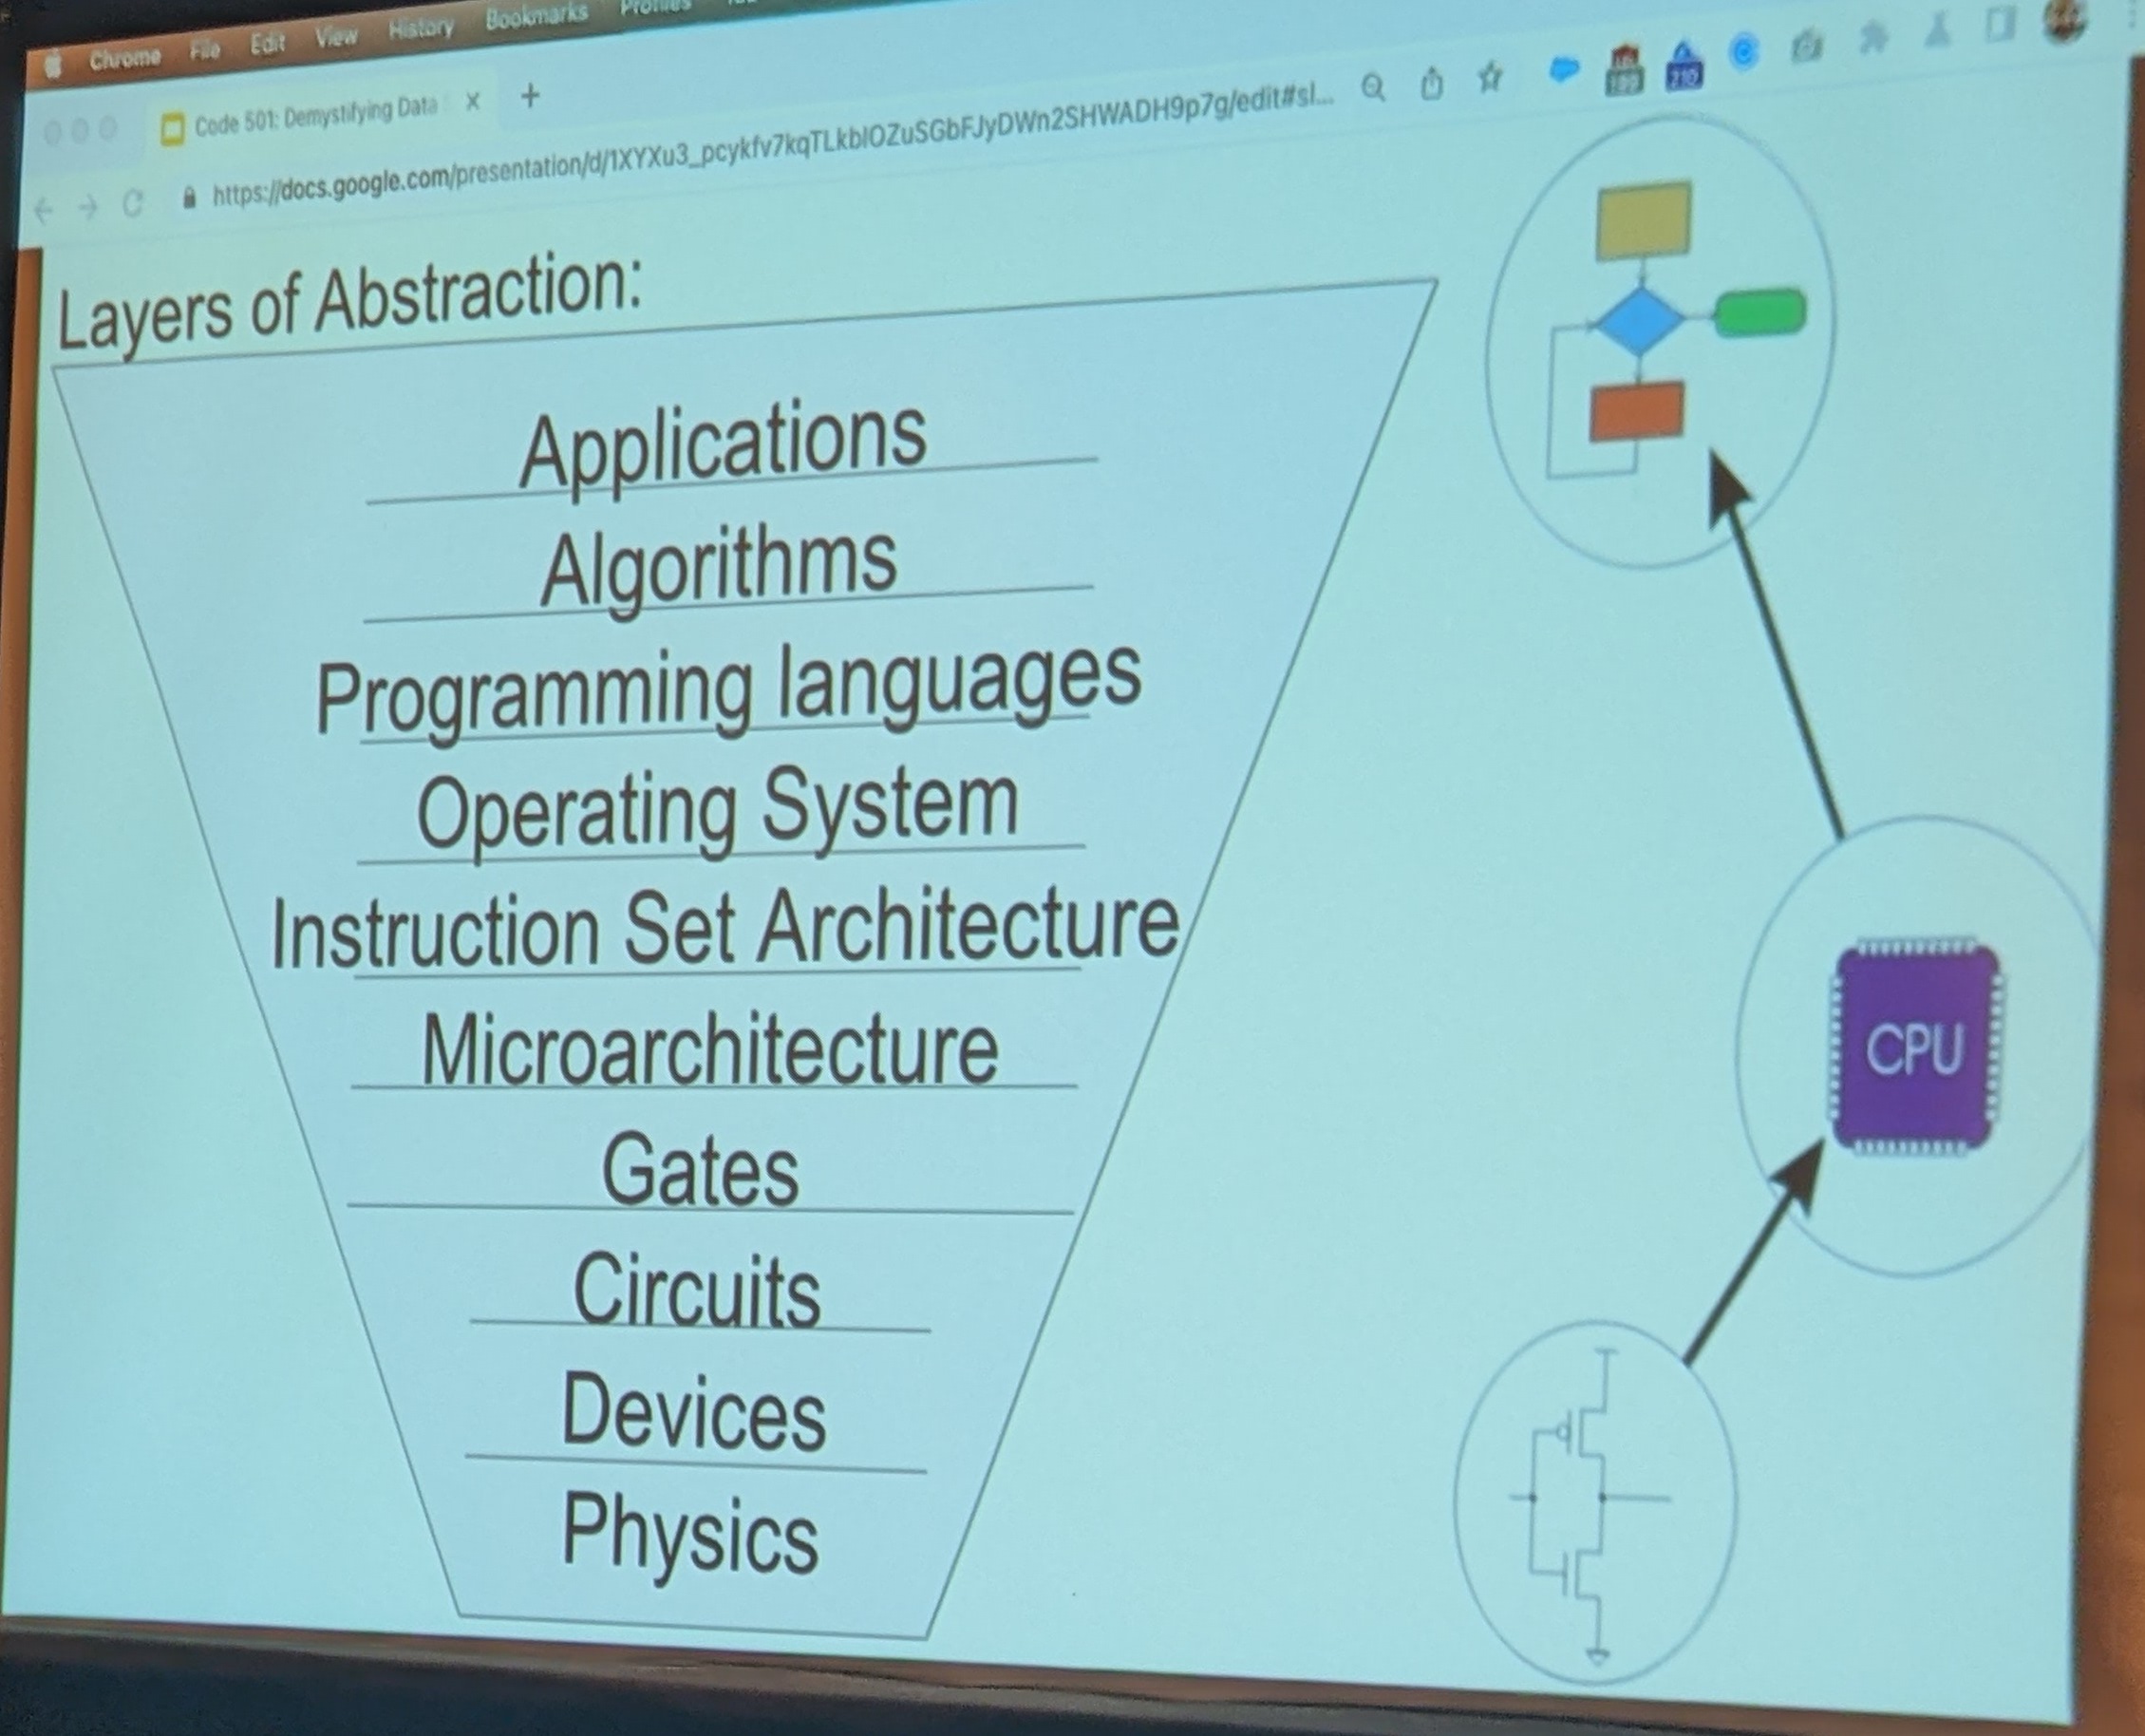 Chrome File Edit View History Bookmarks Profiles
Code 501: Demystifying Data
https://docs.google.com/presentation/d/1XYXu3_pcykfv7kqTLkblOZuSGbFJyDWn2SHWADH9p7g/edit#sl...
Layers of Abstraction:
Applications
Algorithms
Programming languages
Operating System
Instruction Set Architecture
Microarchitecture
Gates
Circuits
Devices
Physics
CPU